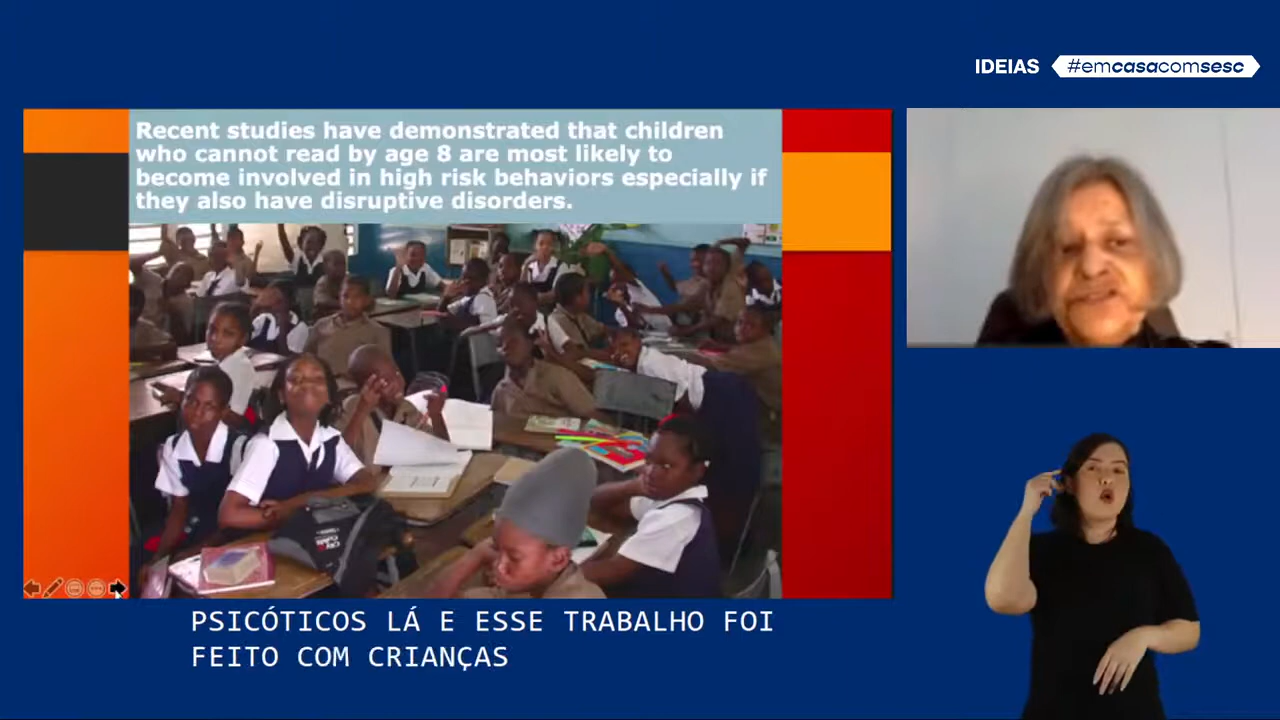 IDEIAS #emcasacomsesc
Recent studies have demonstrated that children
who cannot read by age 8 are most likely to
become involved in high risk behaviors especially if
they also have disruptive disorders.
PSICÓTICOS LÁ E ESSE TRABALHO FOI
FEITO COM CRIANÇAS